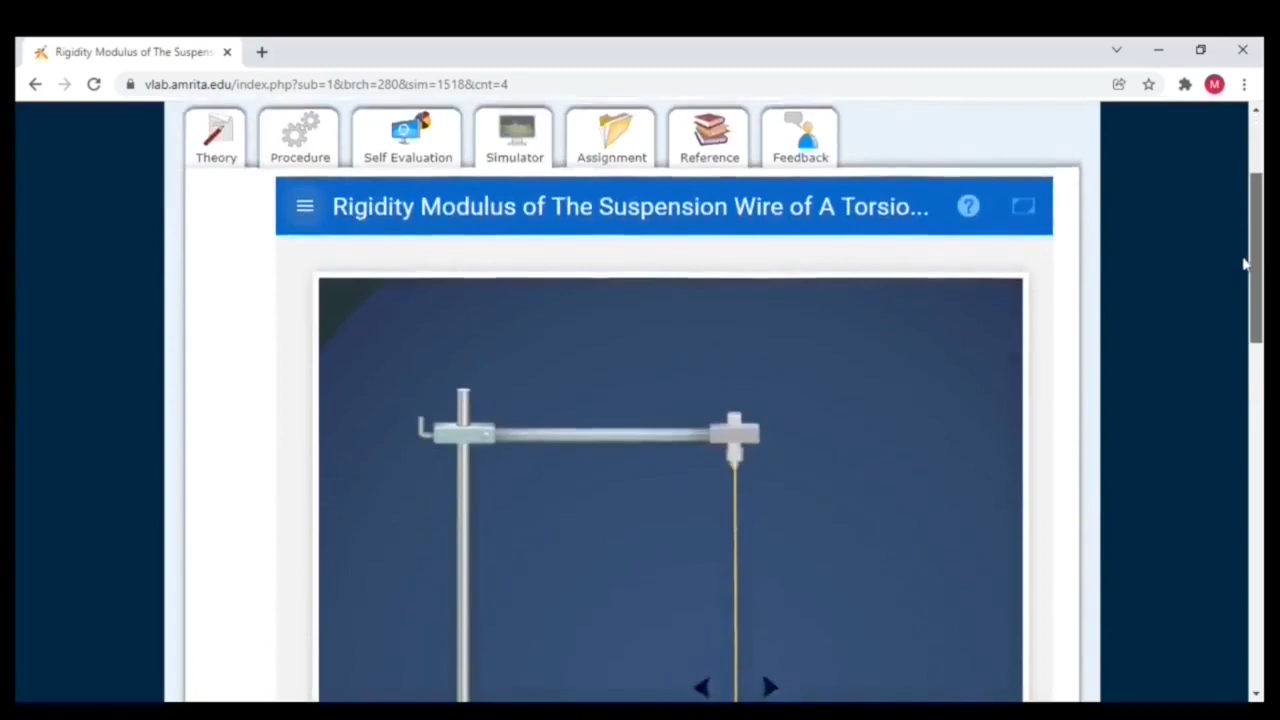 Rigidity Modulus of The Suspens
vlab.amrita.edu/index.php?sub=1&brch=280&sim=1518&cnt=4
M
Theory
Procedure
Self Evaluation
Simulator
Assignment
Reference
Feedback
Rigidity Modulus of The Suspension Wire of A Torsio...
?